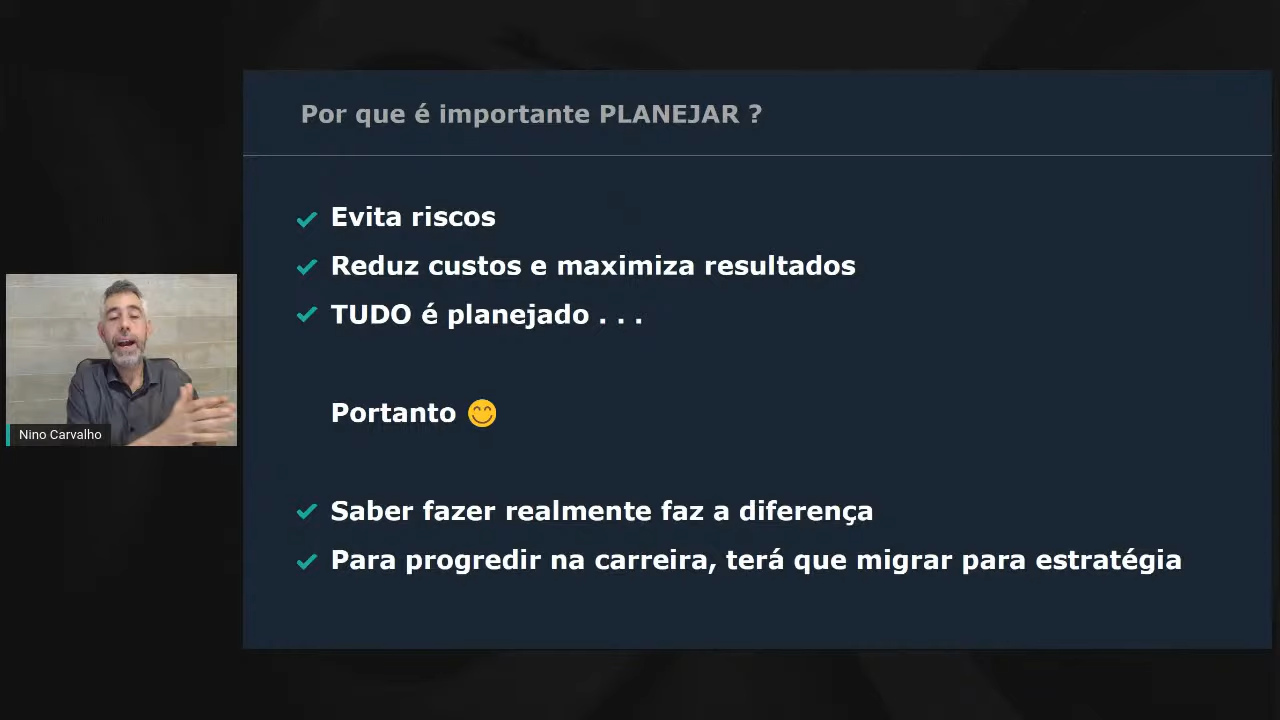 Por que é importante PLANEJAR ?
Evita riscos
Reduz custos e maximiza resultados
TUDO é planejado . . .
Portanto 😊
Saber fazer realmente faz a diferença
Para progredir na carreira, terá que migrar para estratégia
Nino Carvalho